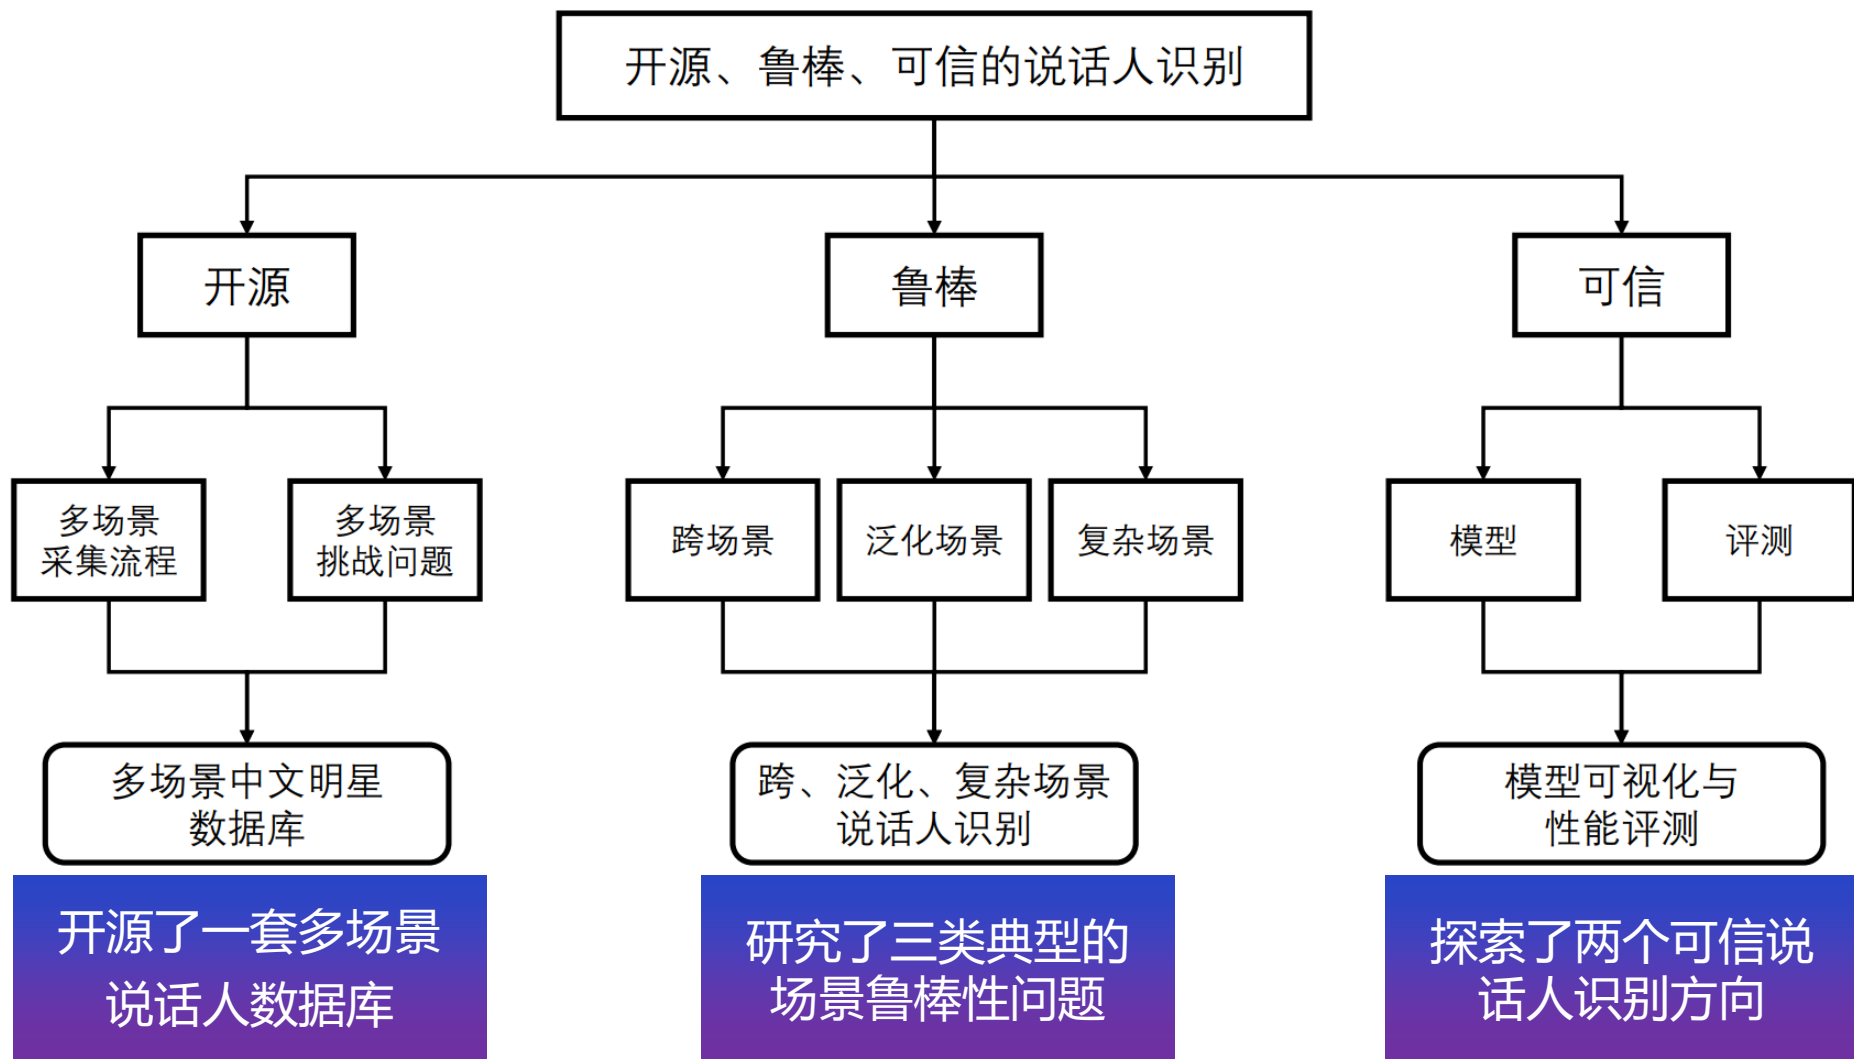 开源、鲁棒、可信的说话人识别
开源
鲁棒
可信
多场景
采集流程
多场景
挑战问题
跨场景
泛化场景
复杂场景
模型
评测
多场景中文明星
数据库
跨、泛化、复杂场景
说话人识别
模型可视化与
性能评测
开源了一套多场景
说话人数据库
研究了三类典型的
场景鲁棒性问题
探索了两个可信说
话人识别方向